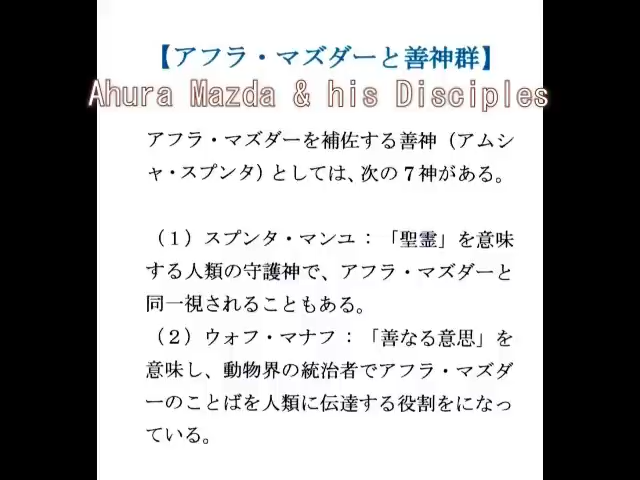 【アフラ・マズダーと善神群】
Ahura Mazda & his Disciples
アフラ・マズダーを補佐する善神（アムシ
ャ・スプンタ）としては、次の７神がある。
（１）スプンタ・マンユ：「聖霊」を意味
する人類の守護神で、アフラ・マズダーと
同一視されることもある。
（２）ウォフ・マナフ：「善なる意思」を
意味し、動物界の統治者でアフラ・マズダ
ーのことばを人類に伝達する役割をになっ
ている。